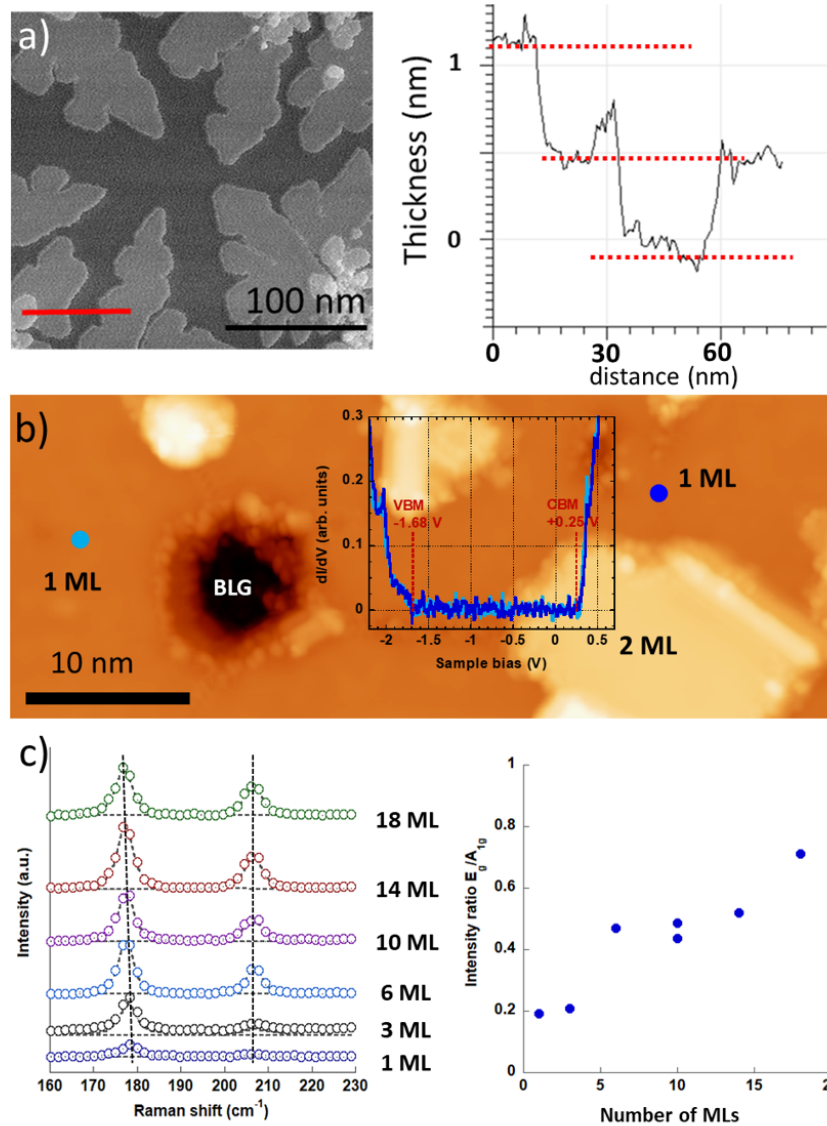 a)
100 nm
Thickness (nm)
1
0
0
30
60
distance (nm)
b)
1 ML
BLG
10 nm
dI/dV (arb. units)
0.3
0.2
0.1
0
VBM
-1.68 V
CBM
+0.25 V
-2
-1.5
-1
-0.5
0
0.5
Sample bias (V)
1 ML
2 ML
c)
Intensity (a.u.)
18 ML
14 ML
10 ML
6 ML
3 ML
1 ML
160 170 180 190 200 210 220 230
Raman shift (cm-1)
Intensity ratio Eg/A1g
1
0.8
0.6
0.4
0.2
0
0 5 10 15 2
Number of MLs